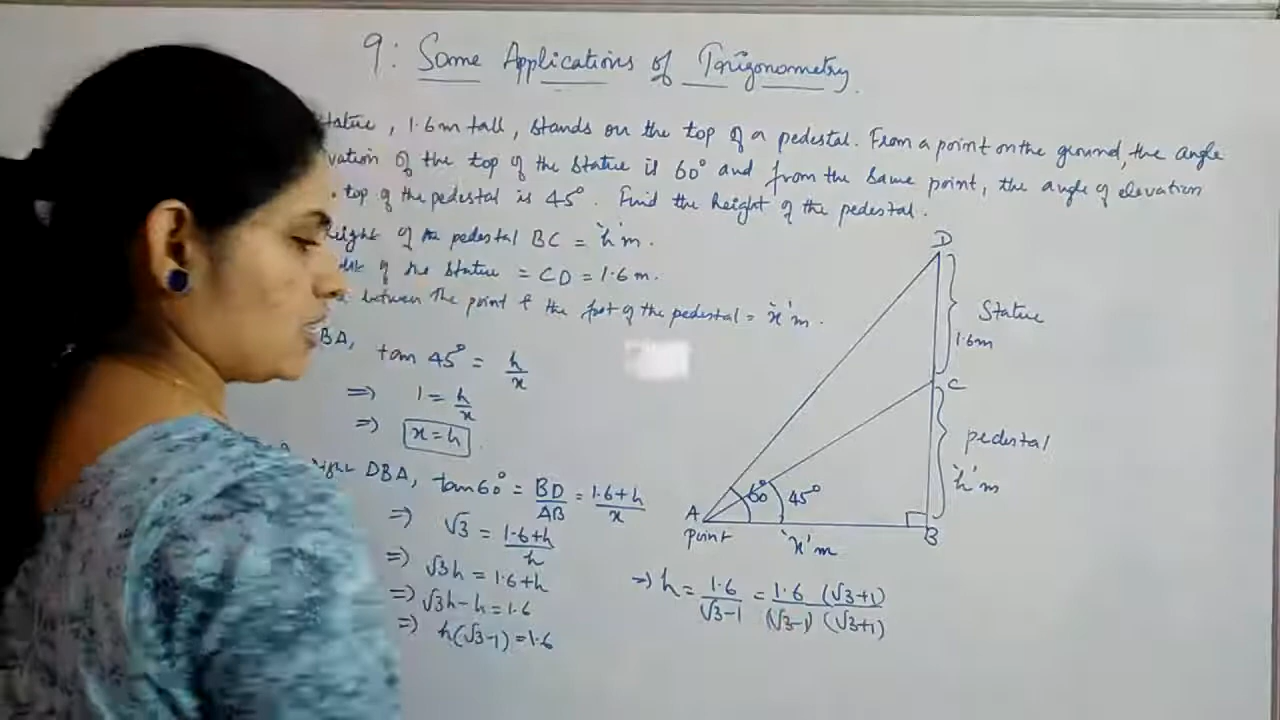 9: Some Applications of Trigonometry.
statue, 1.6m tall, stands on the top of a pedestal. From a point on the ground, the angle
vation of the top of the statue is 60° and from the same point, the angle of elevation
top of the pedestal is 45°. Find the height of the pedestal.
height of the pedestal BC = 'h'm.
of the statue = CD = 1.6m.
between the point & the foot of the pedestal = 'x'm.
BA, tan 45° = h/x
⇒ 1 = h/x
⇒ x = h
DBA, tan 60° = BD/AB = 1.6+h/x
⇒ √3 = 1.6+h/h
⇒ √3h = 1.6+h
⇒ √3h-h = 1.6
⇒ h(√3-1) = 1.6
⇒ h = 1.6/√3-1 = 1.6 (√3+1)/(√3-1) (√3+1)
D
Statue
1.6m
C
pedestal
'h'm
60° 45°
A
point
'x'm
B